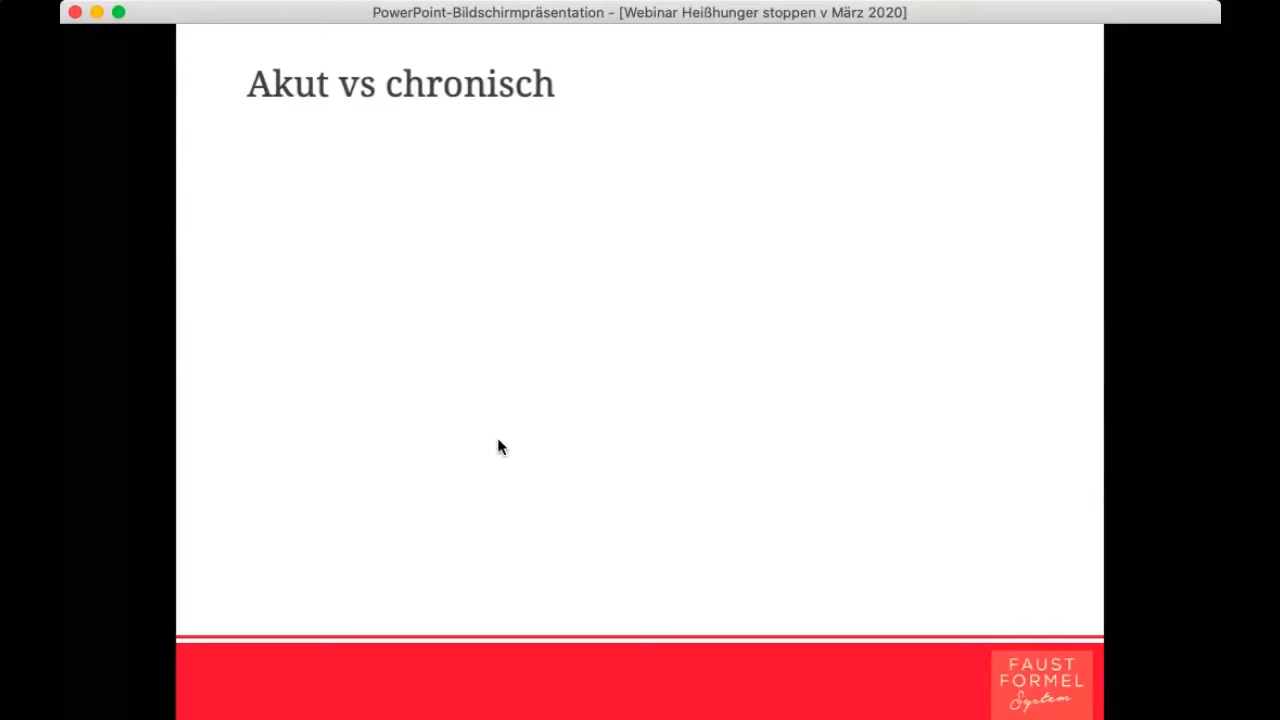 PowerPoint-Bildschirmpräsentation - [Webinar Heißhunger stoppen v März 2020]
Akut vs chronisch
FAUST
FORMEL
System